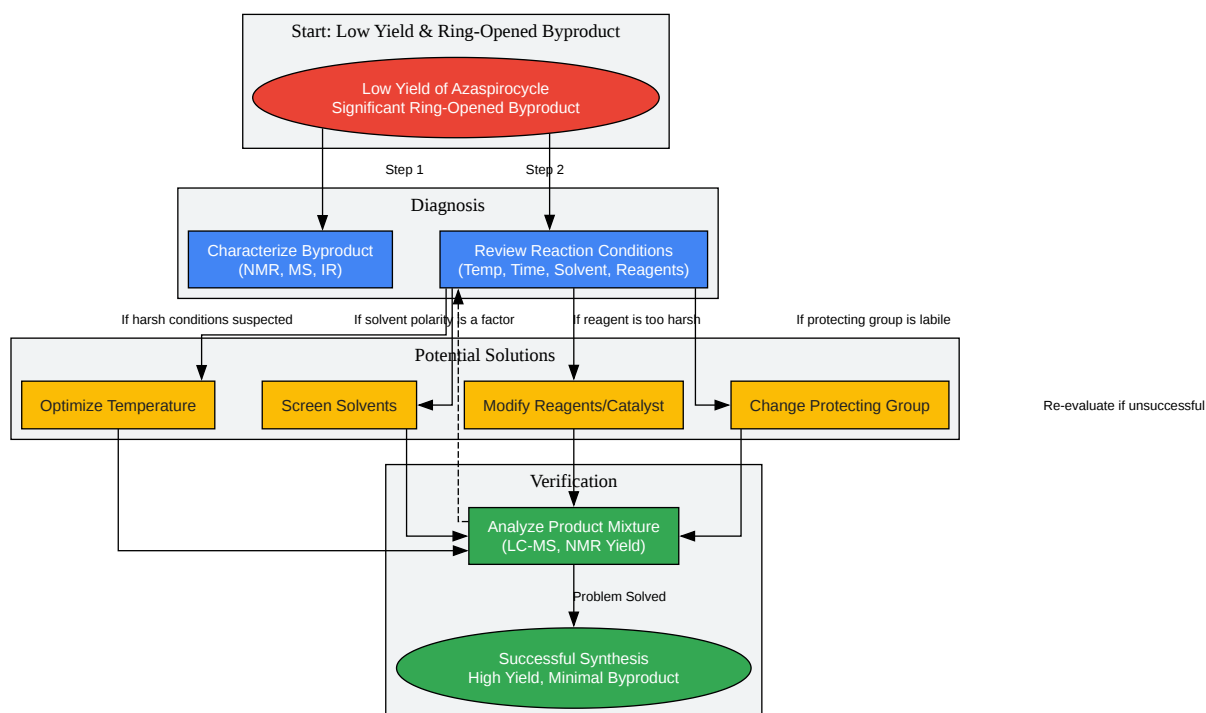 Start: Low Yield & Ring-Opened Byproduct
Low Yield of Azaspirocycle
Significant Ring-Opened Byproduct
Step 1
Step 2
Diagnosis
Characterize Byproduct
(NMR, MS, IR)
Review Reaction Conditions
(Temp, Time, Solvent, Reagents)
If harsh conditions suspected
If solvent polarity is a factor
If reagent is too harsh
If protecting group is labile
Potential Solutions
Optimize Temperature
Screen Solvents
Modify Reagents/Catalyst
Change Protecting Group
Re-evaluate if unsuccessful
Verification
Analyze Product Mixture
(LC-MS, NMR Yield)
Problem Solved
Successful Synthesis
High Yield, Minimal Byproduct